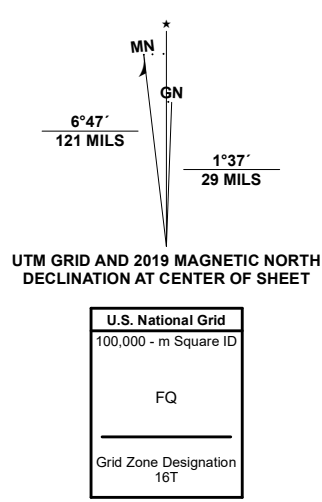 ★
MN
GN
6°47´
121 MILS
1°37´
29 MILS
UTM GRID AND 2019 MAGNETIC NORTH
DECLINATION AT CENTER OF SHEET
U.S. National Grid
100,000 - m Square ID
FQ
Grid Zone Designation
16T